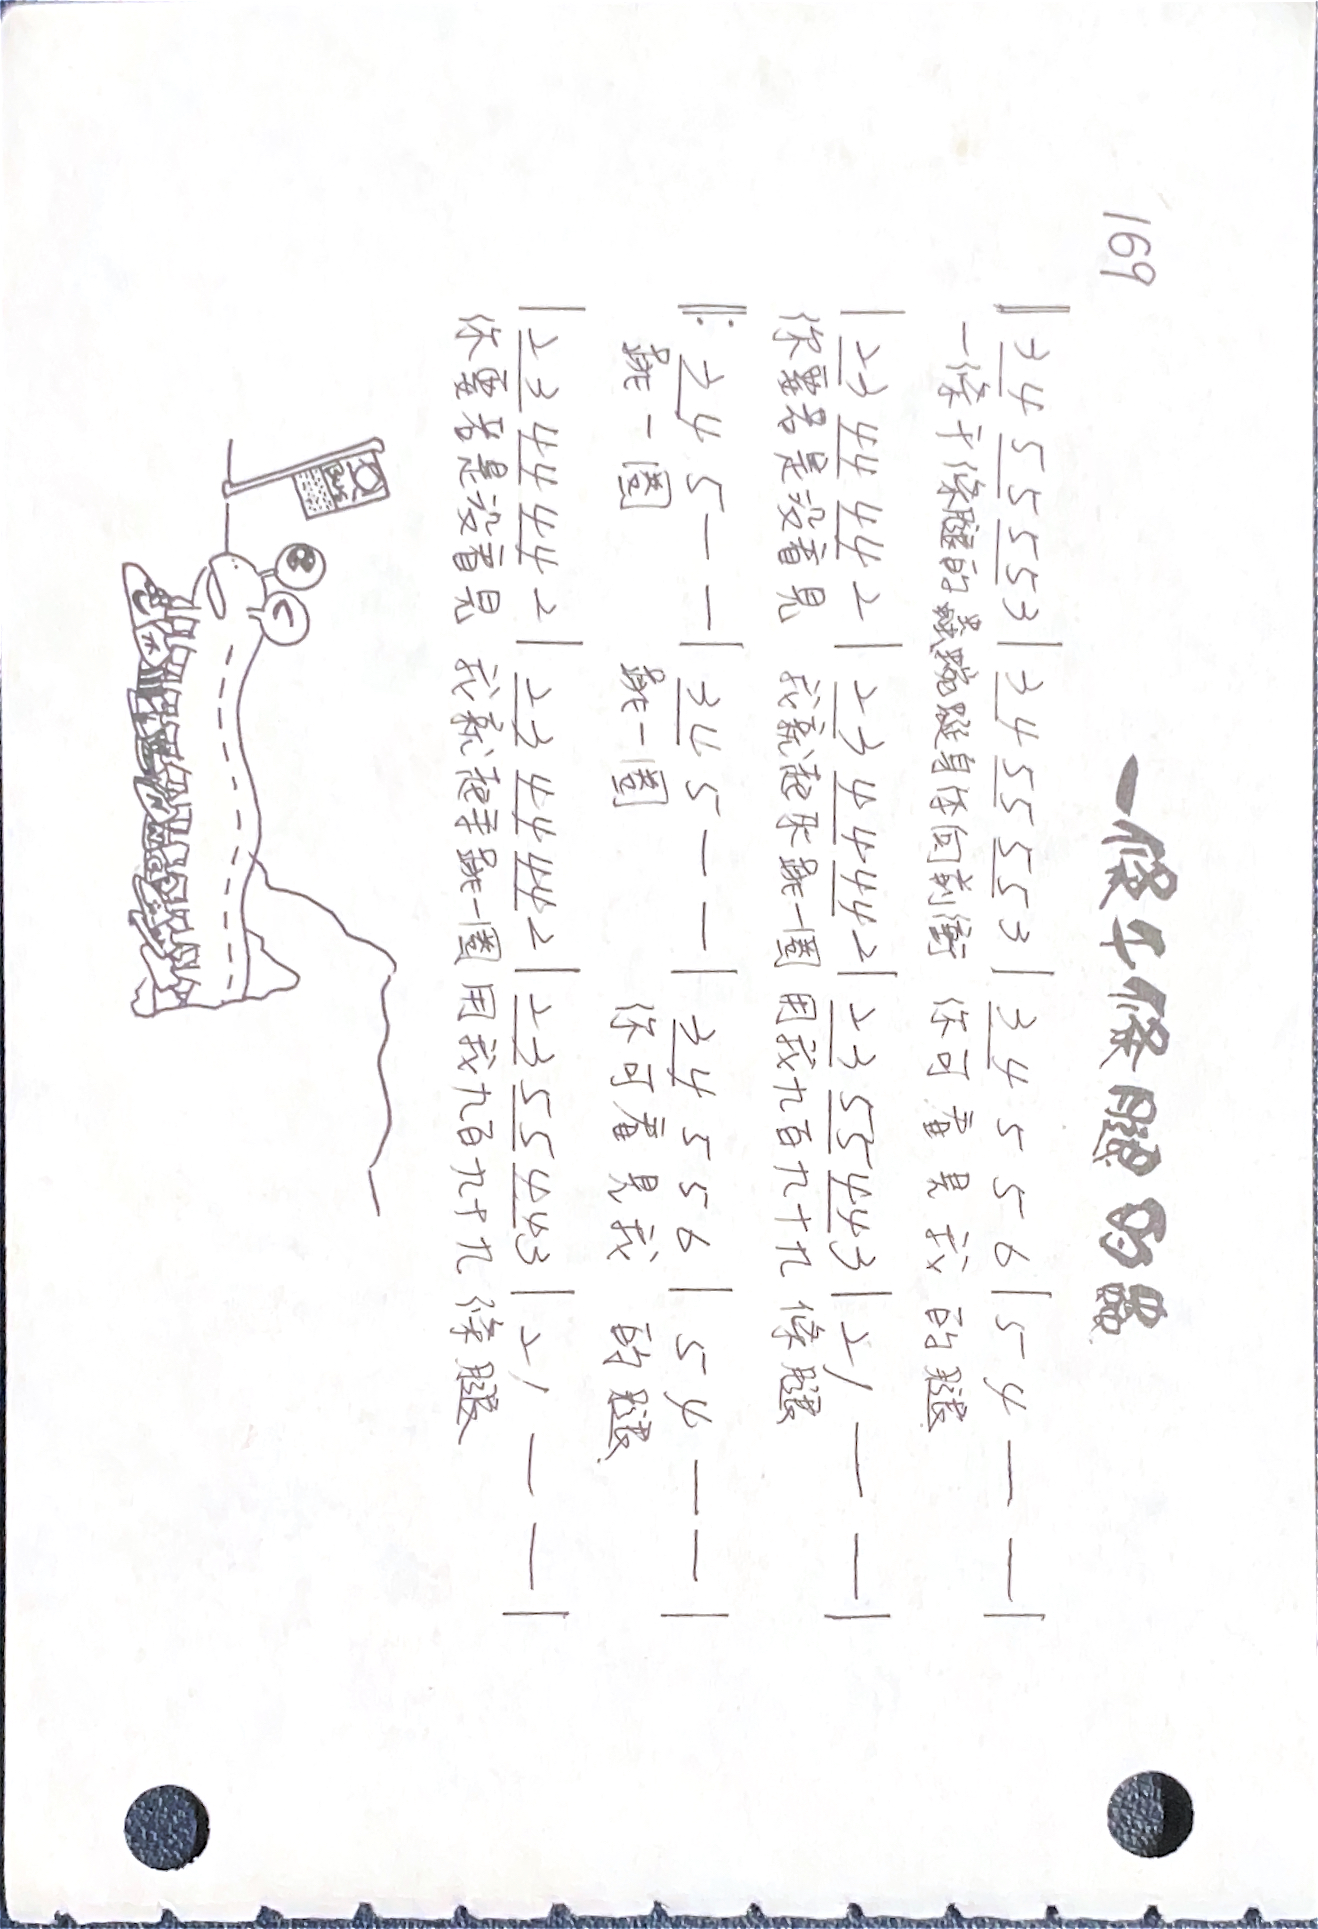 169
一條千條腿的蟲
‖ 3 4 5 5 5 5 3 | 3 4 5 5 5 5 3 | 3 4 5 5 6 | 5 4 — — |
一條千條腿的蟲蜿蜒身体向前衝 你可看見我 的腿
| 2 3 4 4 4 4 2 | 2 3 4 4 4 4 2 | 2 3 5 5 4 4 3 | 2 1 — — |
你要若是沒看見 我就起來跳一圈 用我九百九十九 條腿
‖: 3 4 5 — — | 3 4 5 — — | 3 4 5 5 6 | 5 4 — — |
跳一圈 跳一圈 你可看見我 的腿
| 2 3 4 4 4 4 2 | 2 3 4 4 4 4 2 | 2 3 5 5 4 4 3 | 2 1 — — |
你要若是沒看見 我就起來跳一圈 用我九百九十九 條腿
BUS